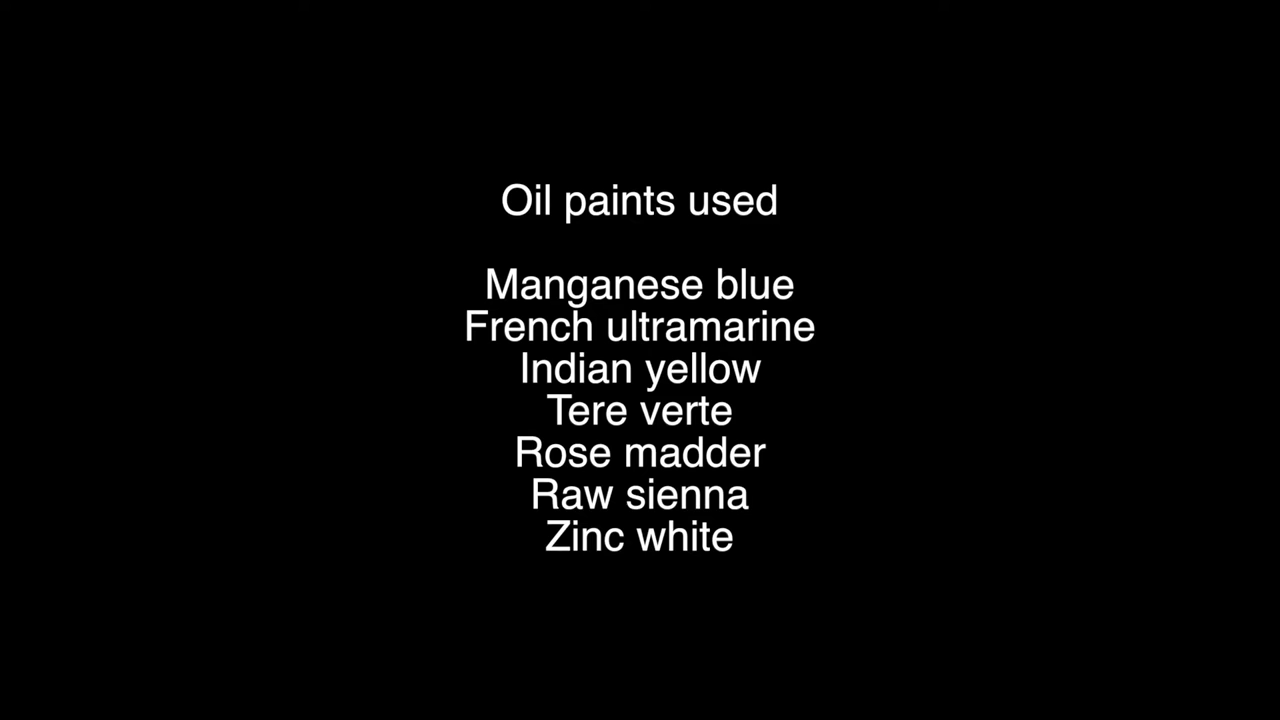 Oil paints used
Manganese blue
French ultramarine
Indian yellow
Tere verte
Rose madder
Raw sienna
Zinc white